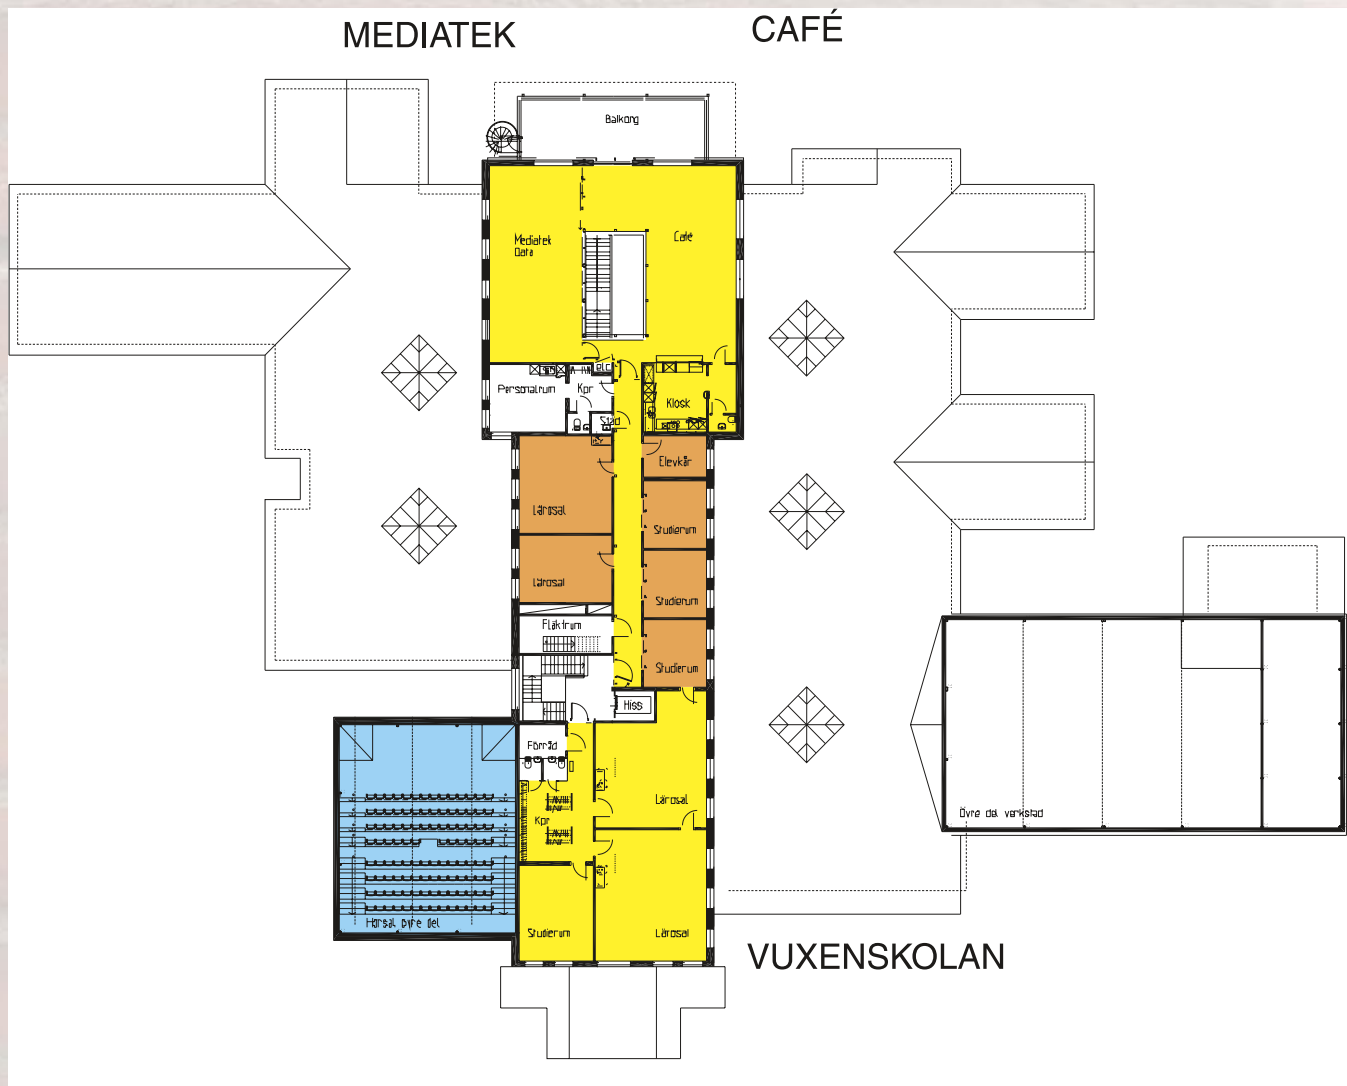 MEDIATEK
CAFÉ
Balkong
Mediatek
Data
Café
elc
Personalrum
Kpr
Kiosk
Städ
Elevkår
Lärosal
Studierum
Lärosal
Studierum
Fläktrum
Studierum
Hiss
Förråd
Lärosal
Kpr
Övre del verkstad
Hörsal övre del
Studierum
Lärosal
VUXENSKOLAN